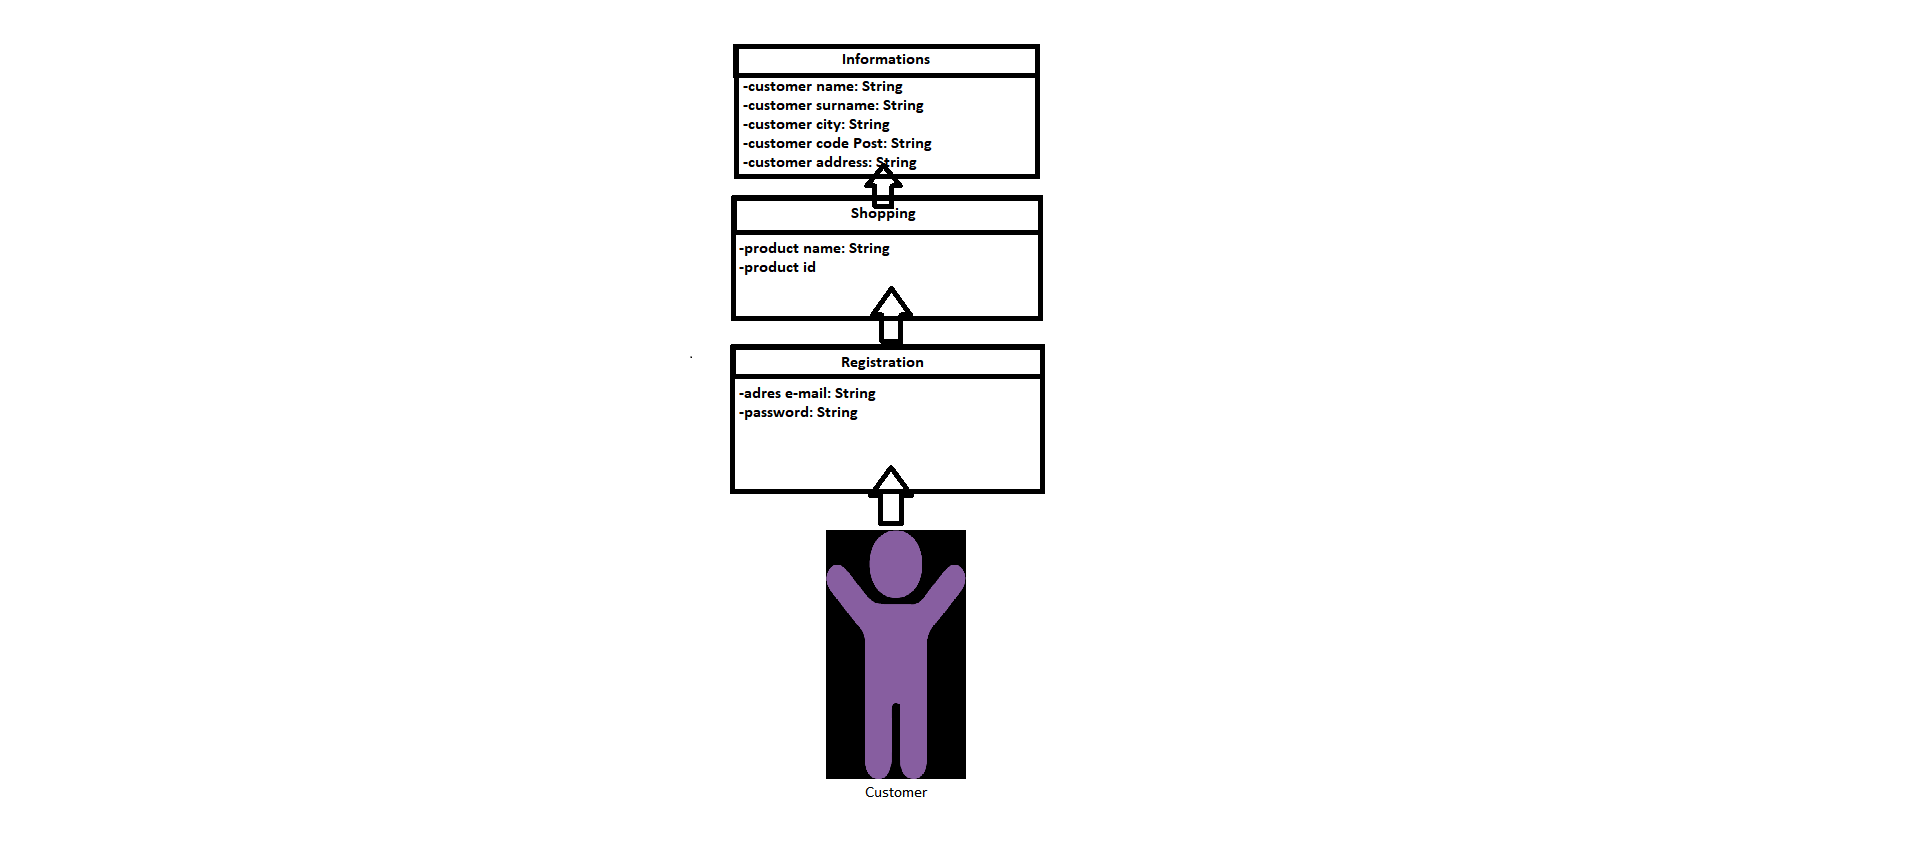 Informations
-customer name: String
-customer surname: String
-customer city: String
-customer code Post: String
-customer address: String
Shopping
-product name: String
-product id
Registration
-adres e-mail: String
-password: String
Customer